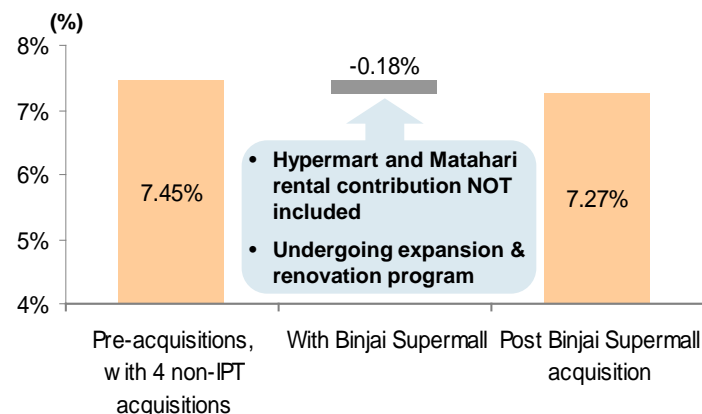 (%)
8%
7%
6%
5%
4%
-0.18%
7.45%
• Hypermart and Matahari
rental contribution NOT
included
• Undergoing expansion &
renovation program
7.27%
Pre-acquisitions,
with 4 non-IPT
acquisitions
With Binjai Supermall
Post Binjai Supermall
acquisition